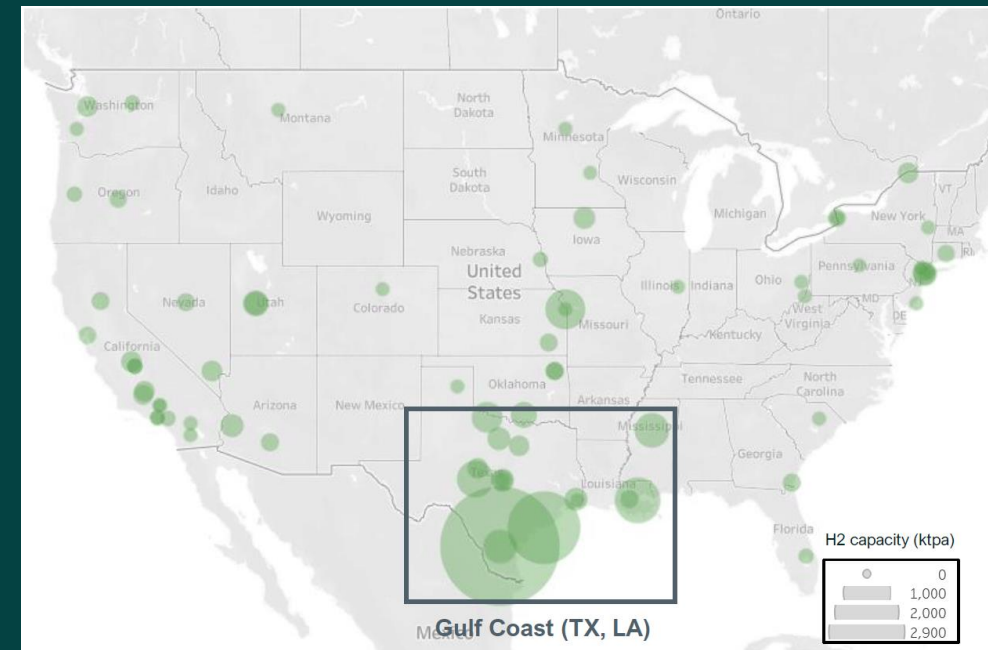 Ontario
Washington
Montana
North
Dakota
Minnesota
Oregon
Idaho
South
Dakota
Wisconsin
VT
Wyoming
Michigan
New York
MA
RI
Iowa
Nebraska
United
States
Nevada
Utah
Colorado
Kansas
Missouri
Illinois
Indiana
Ohio
Pennsylvania
NJ
MD
DE
West
Virginia
California
Kentucky
Arizona
New Mexico
Oklahoma
Arkansas
Tennessee
North
Carolina
Mississippi
Georgia
Texas
Louisiana
Florida
H2 capacity (ktpa)
0
1,000
2,000
2,900
Gulf Coast (TX, LA)
Mexico